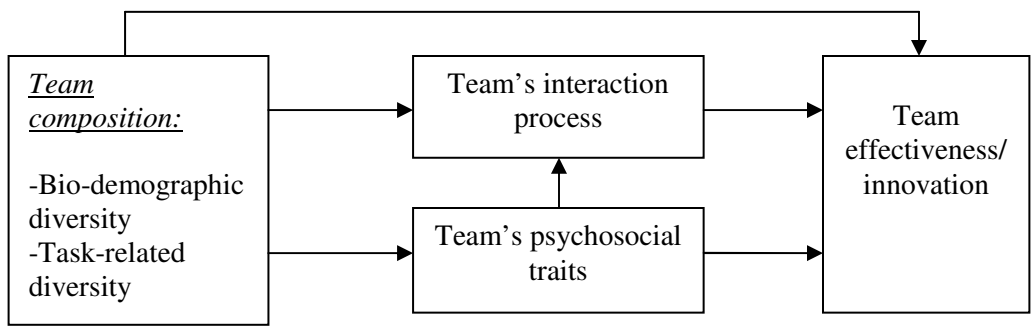 Team
composition:
-Bio-demographic
diversity
-Task-related
diversity
Team’s interaction
process
Team’s psychosocial
traits
Team
effectiveness/
innovation